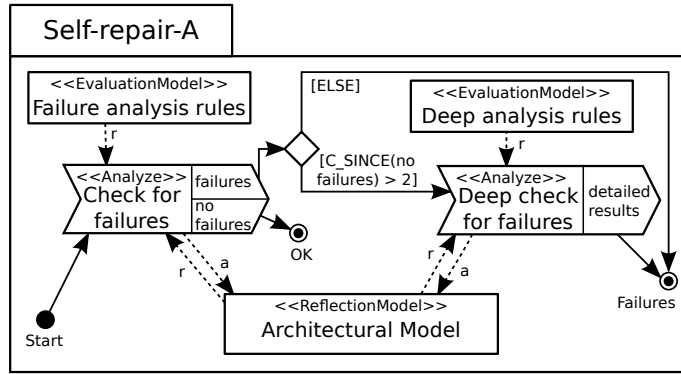 Self-repair-A
<<EvaluationModel>>
Failure analysis rules
[ELSE]
<<EvaluationModel>>
Deep analysis rules
r
r
[C_SINCE(no
failures) > 2]
<<Analyze>>
Check for
failures
failures
no
failures
<<Analyze>>
Deep check
for failures
detailed
results
OK
r
a
r
a
<<ReflectionModel>>
Architectural Model
Start
Failures